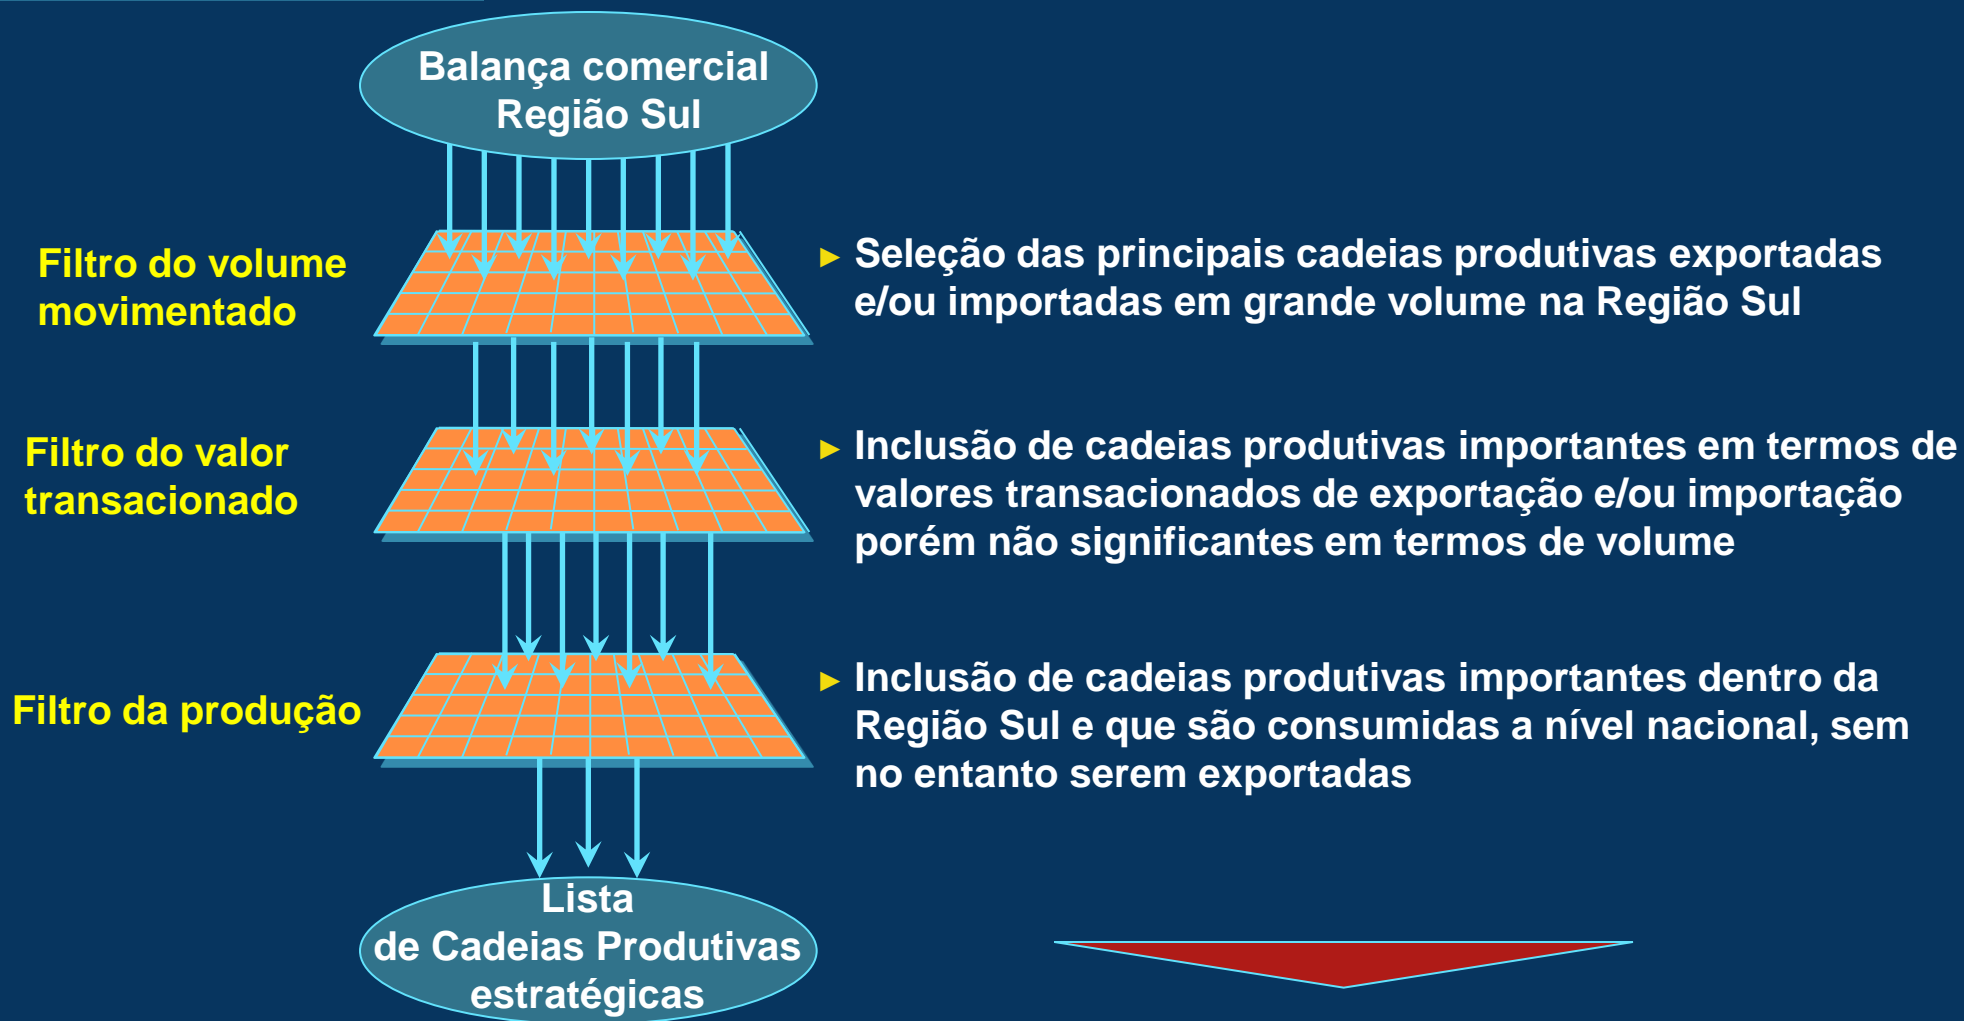 Balança comercial
Região Sul
Filtro do volume
movimentado
► Seleção das principais cadeias produtivas exportadas
e/ou importadas em grande volume na Região Sul
Filtro do valor
transacionado
► Inclusão de cadeias produtivas importantes em termos de
valores transacionados de exportação e/ou importação
porém não significantes em termos de volume
Filtro da produção
► Inclusão de cadeias produtivas importantes dentro da
Região Sul e que são consumidas a nível nacional, sem
no entanto serem exportadas
Lista
de Cadeias Produtivas
estratégicas